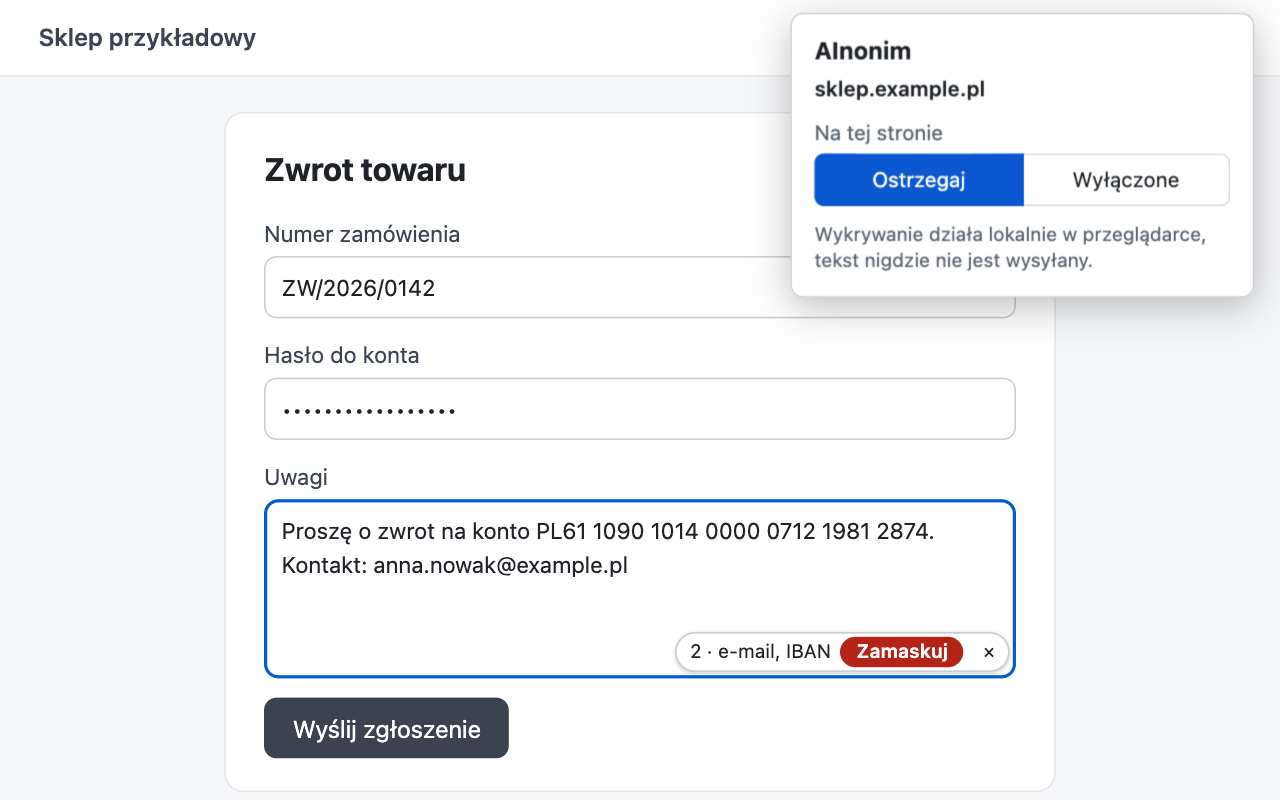 Sklep przykładowy
AInonim
sklep.example.pl
Na tej stronie
Ostrzegaj
Wyłączone
Wykrywanie działa lokalnie w przeglądarce,
tekst nigdzie nie jest wysyłany.
Zwrot towaru
Numer zamówienia
ZW/2026/0142
Hasło do konta
•••••••••••••••••
Uwagi
Proszę o zwrot na konto PL61 1090 1014 0000 0712 1981 2874.
Kontakt: anna.nowak@example.pl
2 · e-mail, IBAN Zamaskuj ×
Wyślij zgłoszenie